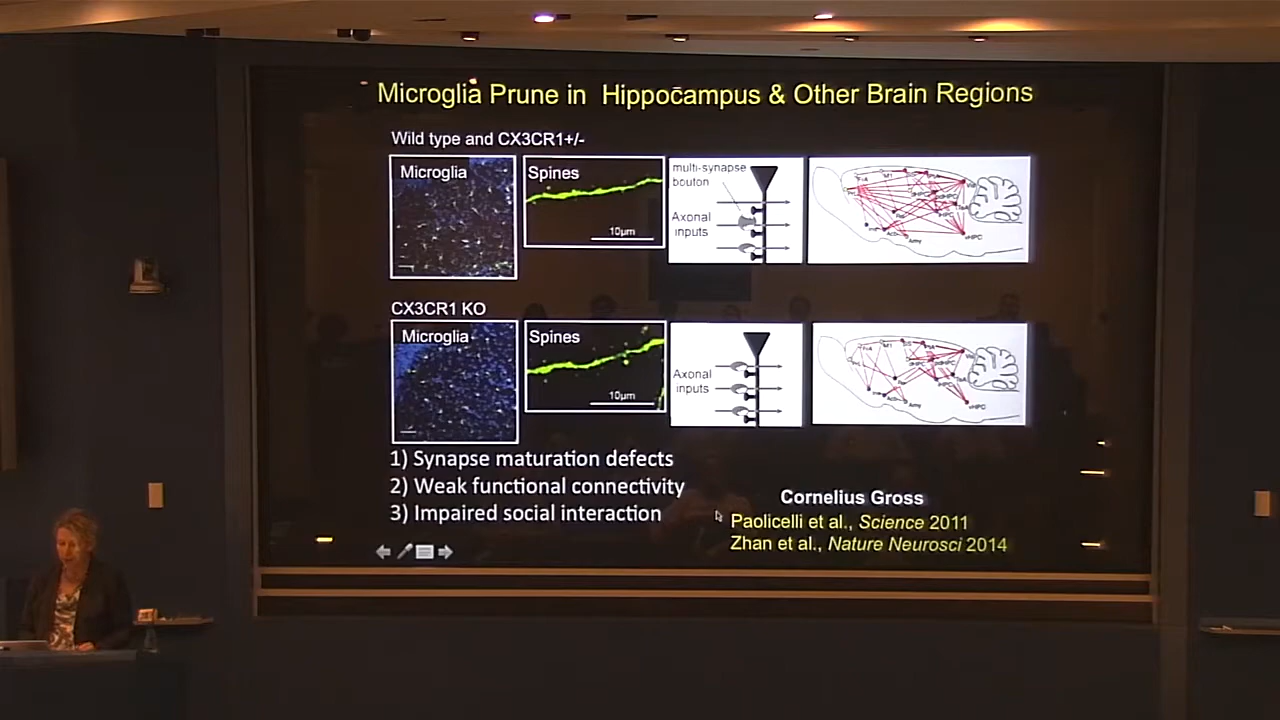 Microglia Prune in Hippocampus & Other Brain Regions
Wild type and CX3CR1+/-
Microglia
Spines
10µm
multi-synapse
bouton
Axonal
inputs
CX3CR1 KO
Microglia
Spines
10µm
Axonal
inputs
1) Synapse maturation defects
2) Weak functional connectivity
3) Impaired social interaction
Cornelius Gross
Paolicelli et al., Science 2011
Zhan et al., Nature Neurosci 2014